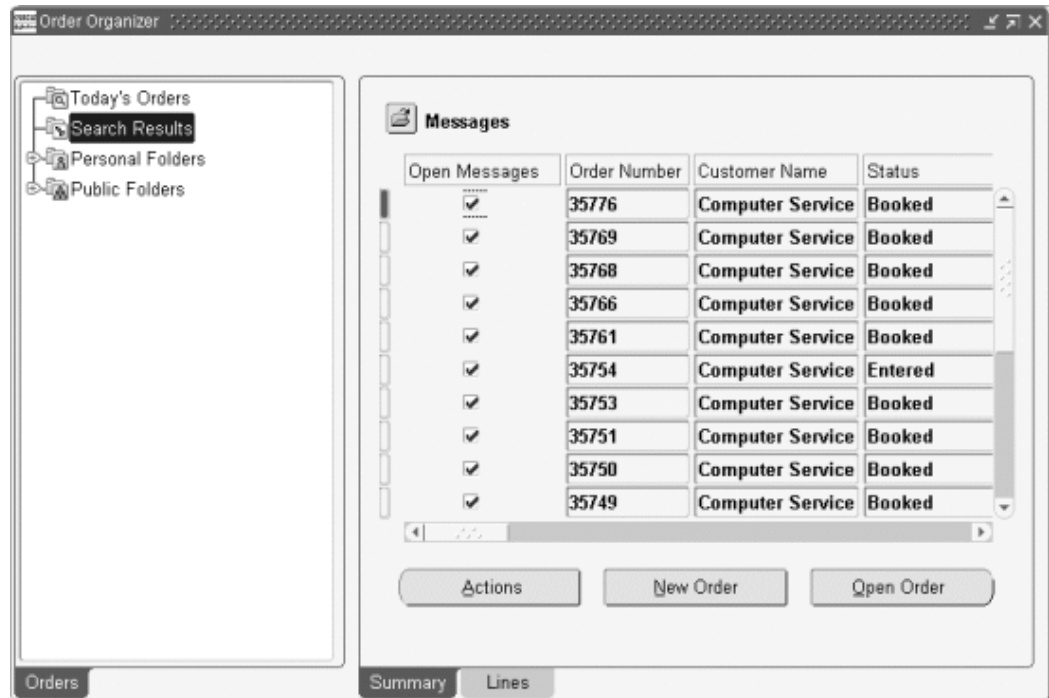 Order Organizer
Today's Orders
Search Results
Personal Folders
Public Folders
Orders
Messages
Open Messages Order Number Customer Name Status
35776 Computer Service Booked
35769 Computer Service Booked
35768 Computer Service Booked
35766 Computer Service Booked
35761 Computer Service Booked
35754 Computer Service Entered
35753 Computer Service Booked
35751 Computer Service Booked
35750 Computer Service Booked
35749 Computer Service Booked
Actions New Order Open Order
Summary Lines